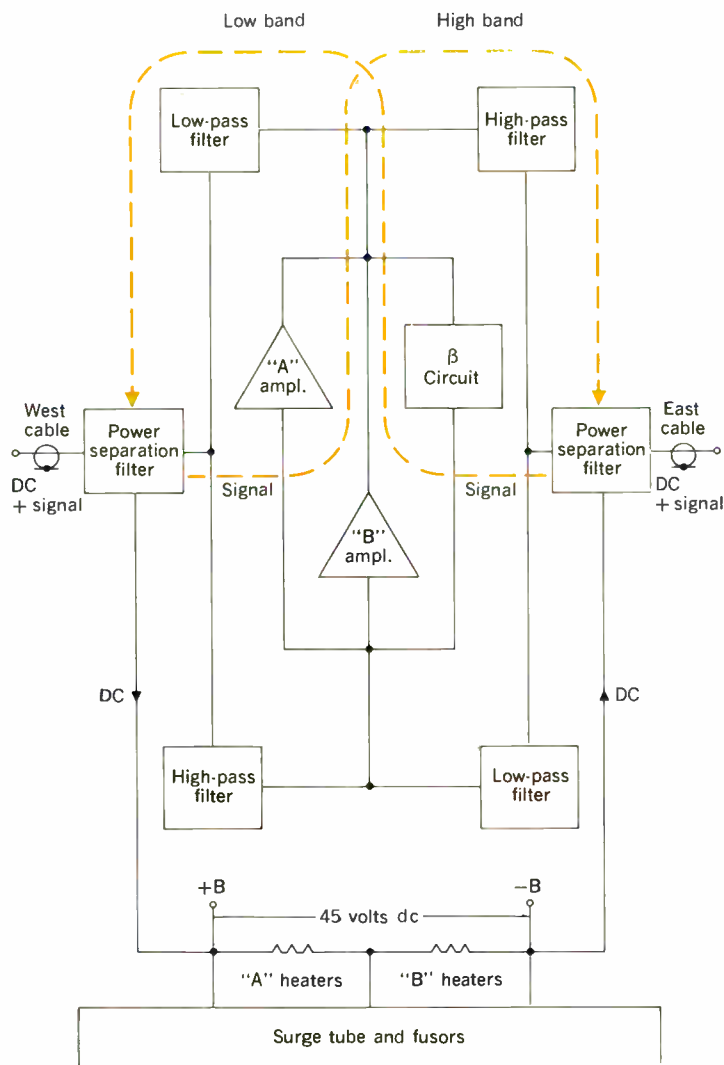 Low band
High band
Low-pass
filter
High-pass
filter
"A"
ampl.
β
Circuit
West
cable
Power
separation
filter
DC
+ signal
Signal
Signal
Power
separation
filter
East
cable
DC
+ signal
"B"
ampl.
DC
DC
High-pass
filter
Low-pass
filter
+B
−B
45 volts dc
"A" heaters
"B" heaters
Surge tube and fusors